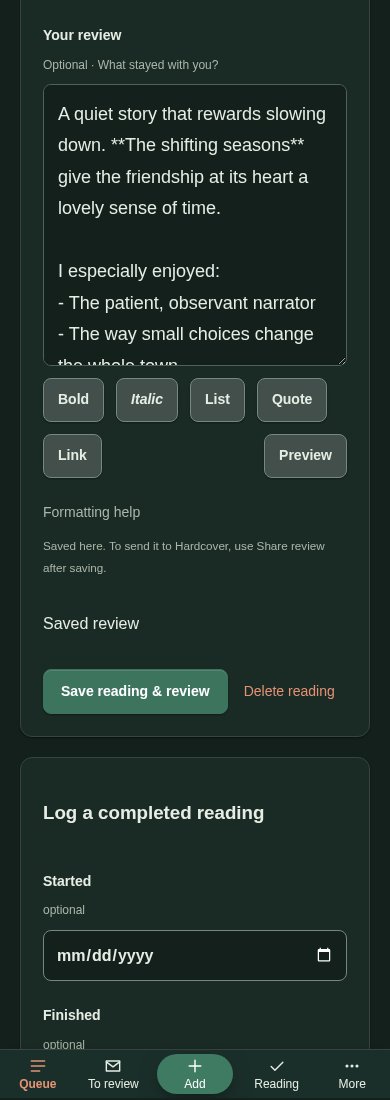 Your review
Optional · What stayed with you?
A quiet story that rewards slowing
down. **The shifting seasons**
give the friendship at its heart a
lovely sense of time.
I especially enjoyed:
- The patient, observant narrator
- The way small choices change
the whole town
Bold
Italic
List
Quote
Link
Preview
Formatting help
Saved here. To send it to Hardcover, use Share review
after saving.
Saved review
Save reading & review
Delete reading
Log a completed reading
Started
optional
mm/dd/yyyy
Finished
optional
Queue
To review
Add
Reading
More